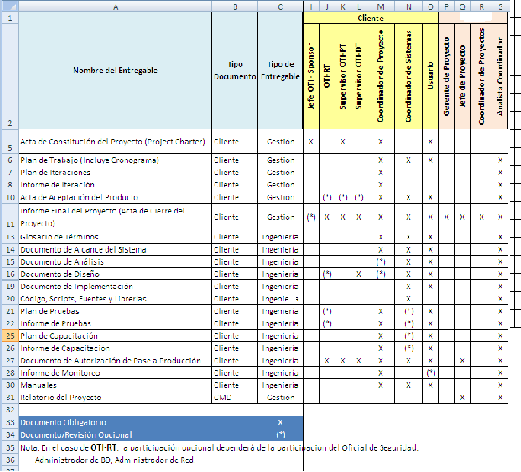 A B C I J K L M N O P Q R S
1 Cliente
2 Nombre del Entregable Tipo Documento Tipo de Entregable Jefe OTI- Sponsor OTI-RT Supervisor OTI-RT Supervisor OTI-DT Coordinador de Proyecto Coordinador de Sistemas Usuario Gerente de Proyecto Jefe de Proyecto Coordinador de Proyectos Analista Coordinador
5 Acta de Constitución del Proyecto (Project Charter) Cliente Gestion X X X X
6 Plan de Trabajo (Incluye Cronograma) Cliente Gestion X X X X
7 Plan de Iteraciones Cliente Gestion X X
8 Informe de Iteración Cliente Gestion X X
10 Acta de Aceptación del Producto Cliente Gestion (*) (*) (*) X X X X
11 Informe Final del Proyecto (Acta de Cierre del Proyecto) Cliente Gestion (*) X X X X X X X X X X
13 Glosario de Términos Cliente Ingenieria X X X X
14 Documento de Alcance del Sistema Cliente Ingenieria X X X X
15 Documento de Análisis Cliente Ingenieria (*) X X X
16 Documento de Diseño Cliente Ingenieria (*) X (*) X X X
19 Documento de Implementación Cliente Ingenieria X X X
20 Código, Scripts, Fuentes y Librerias Cliente Ingenieria X X
21 Plan de Pruebas Cliente Ingenieria (*) X (*) X X
22 Informe de Pruebas Cliente Ingenieria (*) X (*) X X
25 Plan de Capacitación Cliente Ingenieria X (*) X X
26 Informe de Capacitacion Cliente Ingenieria X (*) X X
27 Documento de Autorización de Pase a Producción Cliente Ingenieria X X X X X X X X
28 Informe de Monitoreo Cliente Ingenieria X X (*) X
30 Manuales Cliente Ingenieria X X X X
31 Relatorio del Proyecto Gestion X X
32
33 Documento Obligatorio X
34 Documento/Revisión Opcional (*)
35 Nota: En el caso de OTI-RT, la participación opcional dependerá de la participacion del Oficial de Seguridad,
36 Administrador de BD, Administrador de Red